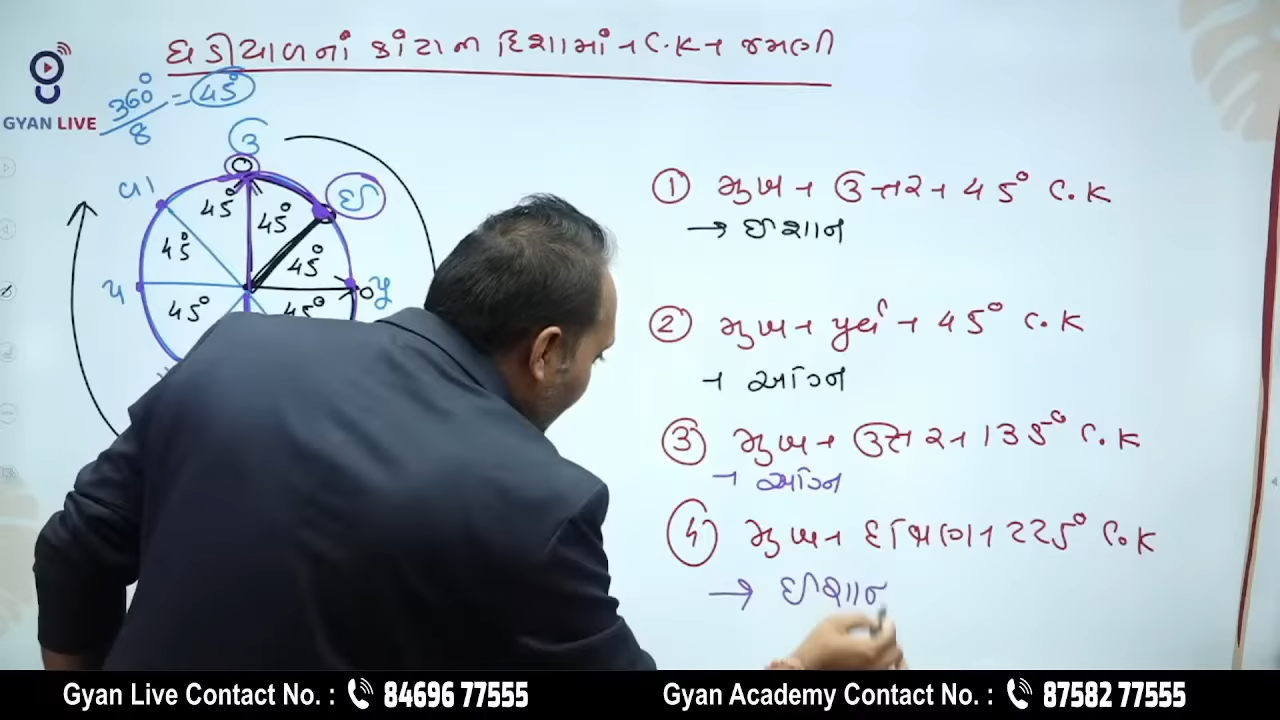 ઘડીયાળનાં કાંટાળ દિશામાં → C.K → જમણી
GYAN LIVE
360°/8 = 45°
ઉ
ઈ
વા
45°
45°
45°
45°
પ
પૂ
45°
45°
① મુખ → ઉત્તર → 45° C.K
→ ઈશાન
② મુખ → પુર્વ → 45° C.K
→ અગ્નિ
③ મુખ → ઉત્તર → 135° C.K
→ અગ્નિ
④ મુખ → દક્ષિણ → 225° C.K
→ ઈશાન
Gyan Live Contact No. : 84696 77555
Gyan Academy Contact No. : 87582 77555